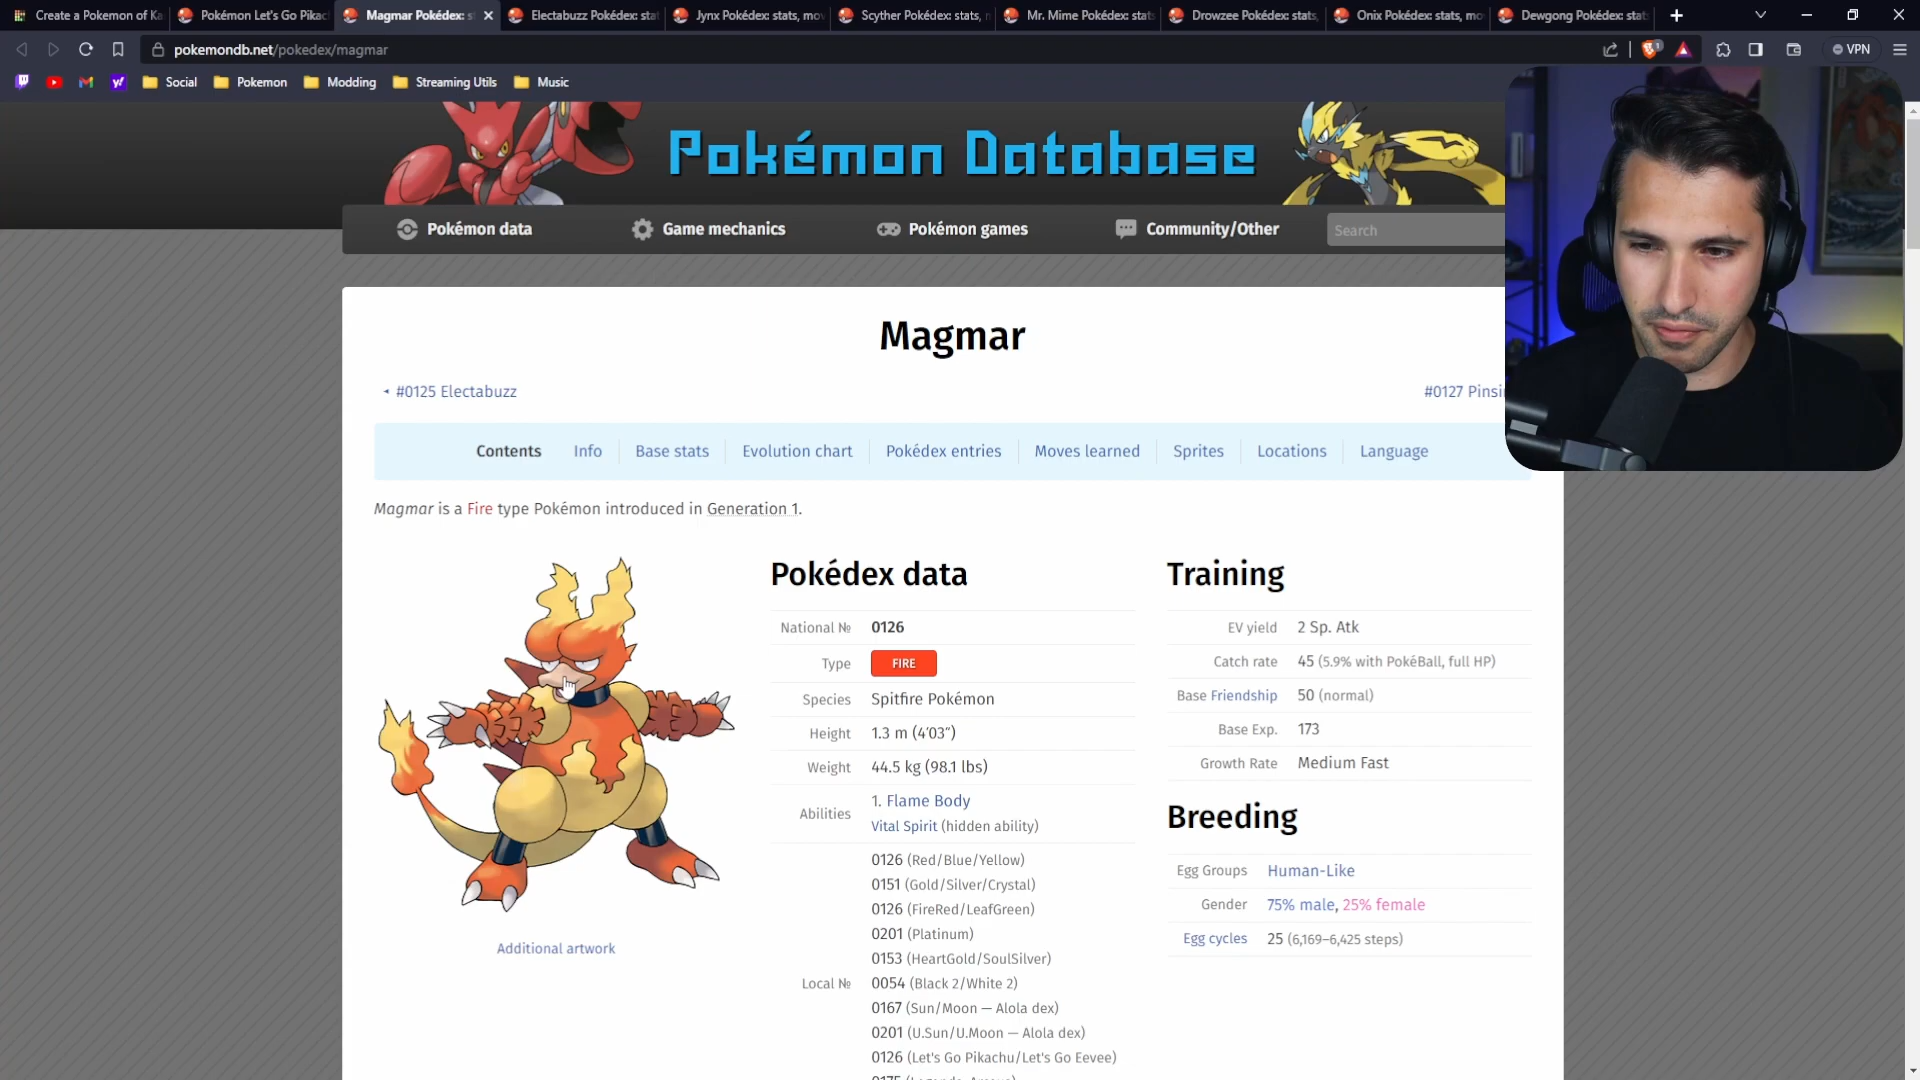 Create a Pokemon of Ka
Pokémon Let's Go Pikac
Magmar Pokédex: s
Electabuzz Pokédex: stat
Jynx Pokédex: stats, mov
Scyther Pokédex: stats, m
Mr. Mime Pokédex: stats
Drowzee Pokédex: stats,
Onix Pokédex: stats, mo
Dewgong Pokédex: stats
pokemondb.net/pokedex/magmar
1
VPN
Social
Pokemon
Modding
Streaming Utils
Music
Pokémon Database
Pokémon data
Game mechanics
Pokémon games
Community/Other
Search
Magmar
#0125 Electabuzz
#0127 Pinsi
Contents
Info
Base stats
Evolution chart
Pokédex entries
Moves learned
Sprites
Locations
Language
Magmar is a Fire type Pokémon introduced in Generation 1.
Additional artwork
Pokédex data
National № 0126
Type FIRE
Species Spitfire Pokémon
Height 1.3 m (4′03″)
Weight 44.5 kg (98.1 lbs)
Abilities 1. Flame Body
Vital Spirit (hidden ability)
Local № 0126 (Red/Blue/Yellow)
0151 (Gold/Silver/Crystal)
0126 (FireRed/LeafGreen)
0201 (Platinum)
0153 (HeartGold/SoulSilver)
0054 (Black 2/White 2)
0167 (Sun/Moon — Alola dex)
0201 (U.Sun/U.Moon — Alola dex)
0126 (Let's Go Pikachu/Let's Go Eevee)
Training
EV yield 2 Sp. Atk
Catch rate 45 (5.9% with PokéBall, full HP)
Base Friendship 50 (normal)
Base Exp. 173
Growth Rate Medium Fast
Breeding
Egg Groups Human-Like
Gender 75% male, 25% female
Egg cycles 25 (6,169–6,425 steps)